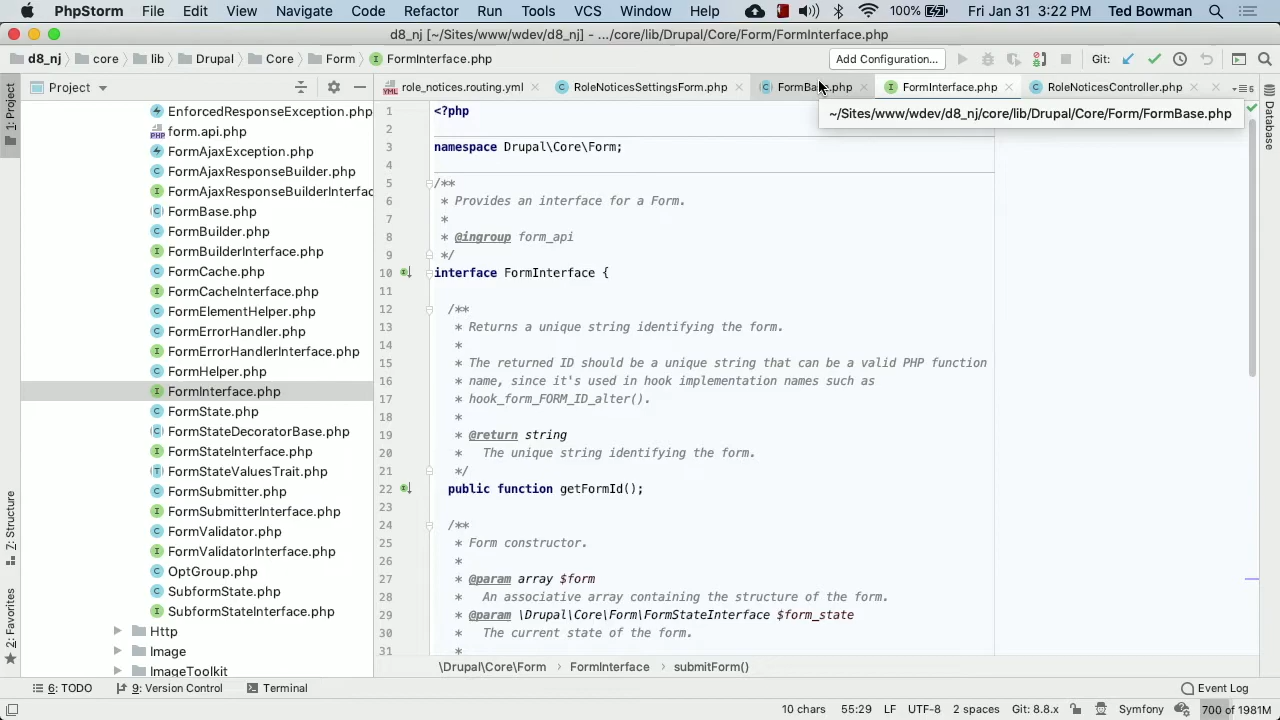 PhpStorm File Edit View Navigate Code Refactor Run Tools VCS Window Help 100% Fri Jan 31 3:22 PM Ted Bowman
d8_nj [~/Sites/www/wdev/d8_nj] - .../core/lib/Drupal/Core/Form/FormInterface.php
d8_nj core lib Drupal Core Form FormInterface.php Add Configuration... Git:
1: Project
Project
role_notices.routing.yml RoleNoticesSettingsForm.php FormBase.php FormInterface.php RoleNoticesController.php
~/Sites/www/wdev/d8_nj/core/lib/Drupal/Core/Form/FormBase.php
Database
EnforcedResponseException.php
form.api.php
FormAjaxException.php
FormAjaxResponseBuilder.php
FormAjaxResponseBuilderInterfac
FormBase.php
FormBuilder.php
FormBuilderInterface.php
FormCache.php
FormCacheInterface.php
FormElementHelper.php
FormErrorHandler.php
FormErrorHandlerInterface.php
FormHelper.php
FormInterface.php
FormState.php
FormStateDecoratorBase.php
FormStateInterface.php
FormStateValuesTrait.php
FormSubmitter.php
FormSubmitterInterface.php
FormValidator.php
FormValidatorInterface.php
OptGroup.php
SubformState.php
SubformStateInterface.php
Http
Image
ImageToolkit
7: Structure
2: Favorites
1 <?php
2
3 namespace Drupal\Core\Form;
4
5 /**
6 * Provides an interface for a Form.
7 *
8 * @ingroup form_api
9 */
10 interface FormInterface {
11
12 /**
13 * Returns a unique string identifying the form.
14 *
15 * The returned ID should be a unique string that can be a valid PHP function
16 * name, since it's used in hook implementation names such as
17 * hook_form_FORM_ID_alter().
18 *
19 * @return string
20 * The unique string identifying the form.
21 */
22 public function getFormId();
23
24 /**
25 * Form constructor.
26 *
27 * @param array $form
28 * An associative array containing the structure of the form.
29 * @param \Drupal\Core\Form\FormStateInterface $form_state
30 * The current state of the form.
31 *
\Drupal\Core\Form FormInterface submitForm()
6: TODO 9: Version Control Terminal Event Log
10 chars 55:29 LF UTF-8 2 spaces Git: 8.8.x Symfony 700 of 1981M